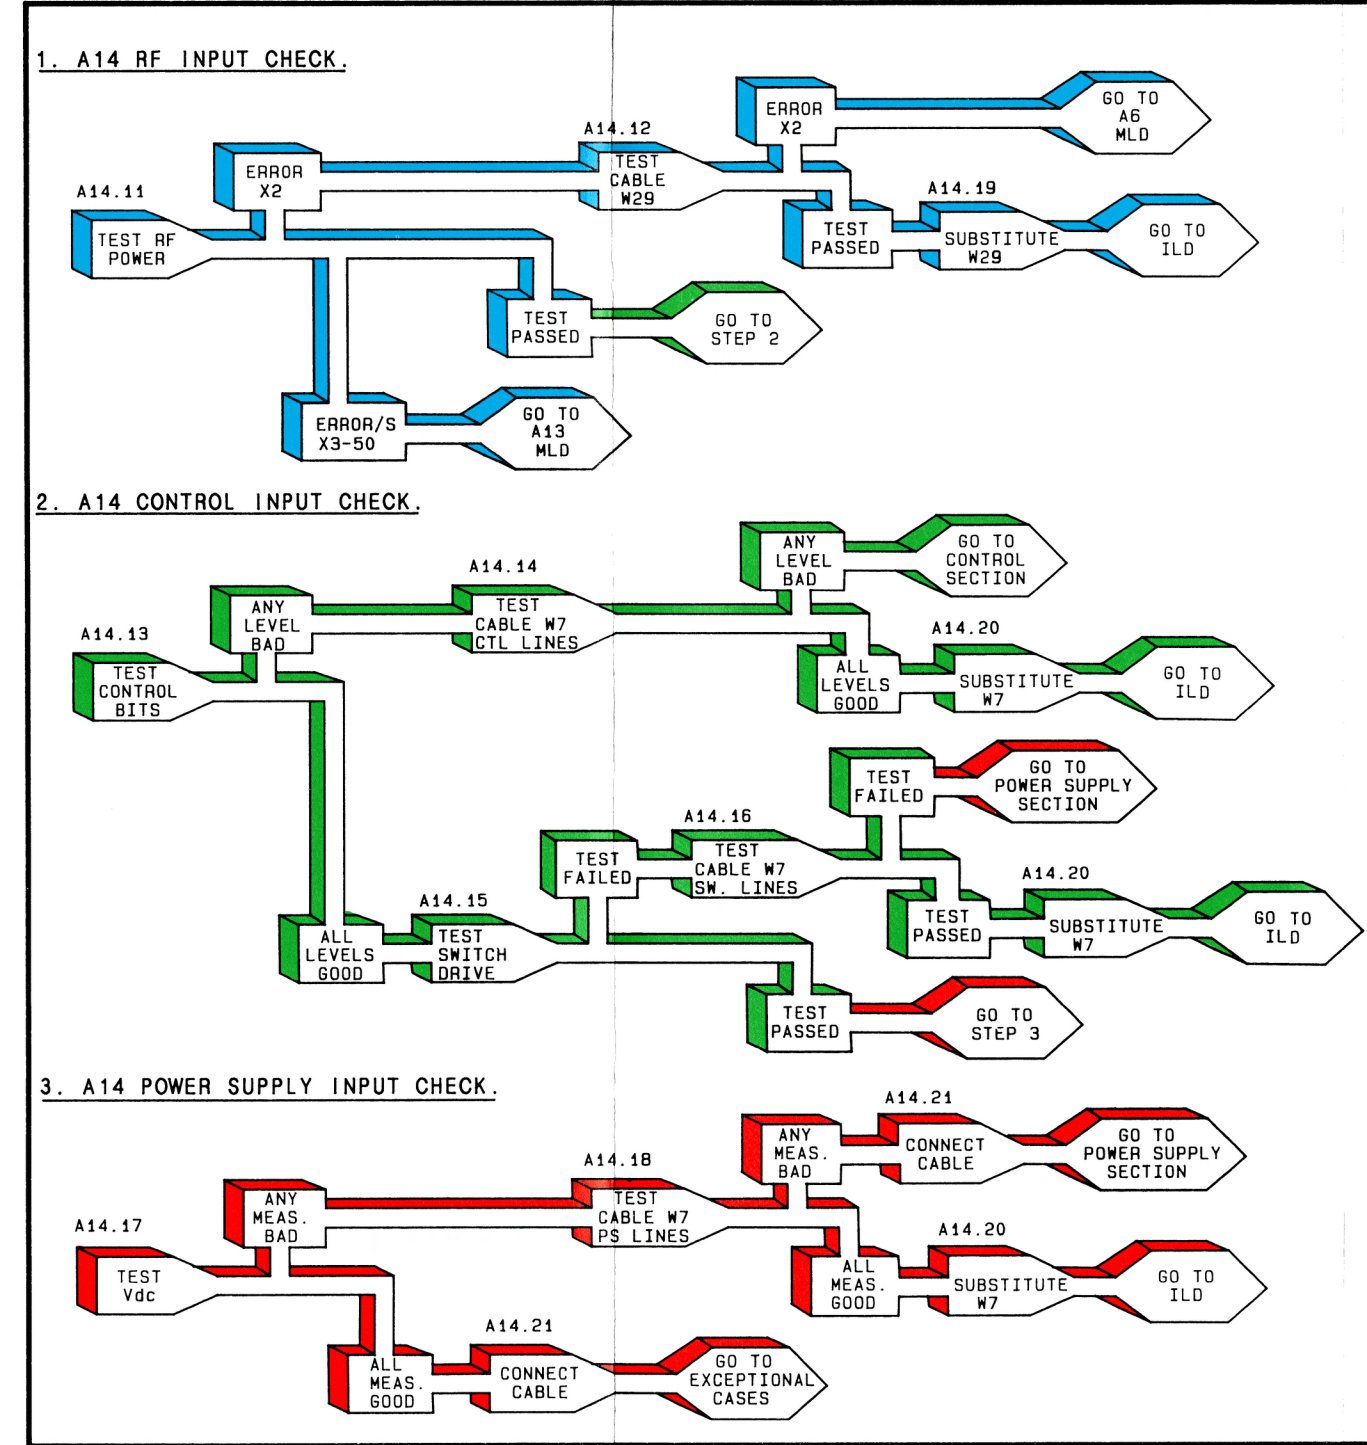 1. A14 RF INPUT CHECK.
A14.11
TEST RF
POWER
ERROR
X2
A14.12
TEST
CABLE
W29
ERROR
X2
GO TO
A6
MLD
TEST
PASSED
A14.19
SUBSTITUTE
W29
GO TO
ILD
TEST
PASSED
GO TO
STEP 2
ERROR/S
X3-50
GO TO
A13
MLD
2. A14 CONTROL INPUT CHECK.
A14.13
TEST
CONTROL
BITS
ANY
LEVEL
BAD
A14.14
TEST
CABLE W7
CTL LINES
ANY
LEVEL
BAD
GO TO
CONTROL
SECTION
ALL
LEVELS
GOOD
A14.20
SUBSTITUTE
W7
GO TO
ILD
ALL
LEVELS
GOOD
A14.15
TEST
SWITCH
DRIVE
TEST
FAILED
A14.16
TEST
CABLE W7
SW. LINES
TEST
FAILED
GO TO
POWER SUPPLY
SECTION
TEST
PASSED
A14.20
SUBSTITUTE
W7
GO TO
ILD
TEST
PASSED
GO TO
STEP 3
3. A14 POWER SUPPLY INPUT CHECK.
A14.17
TEST
Vdc
ANY
MEAS.
BAD
A14.18
TEST
CABLE W7
PS LINES
ANY
MEAS.
BAD
A14.21
CONNECT
CABLE
GO TO
POWER SUPPLY
SECTION
ALL
MEAS.
GOOD
A14.20
SUBSTITUTE
W7
GO TO
ILD
ALL
MEAS.
GOOD
A14.21
CONNECT
CABLE
GO TO
EXCEPTIONAL
CASES